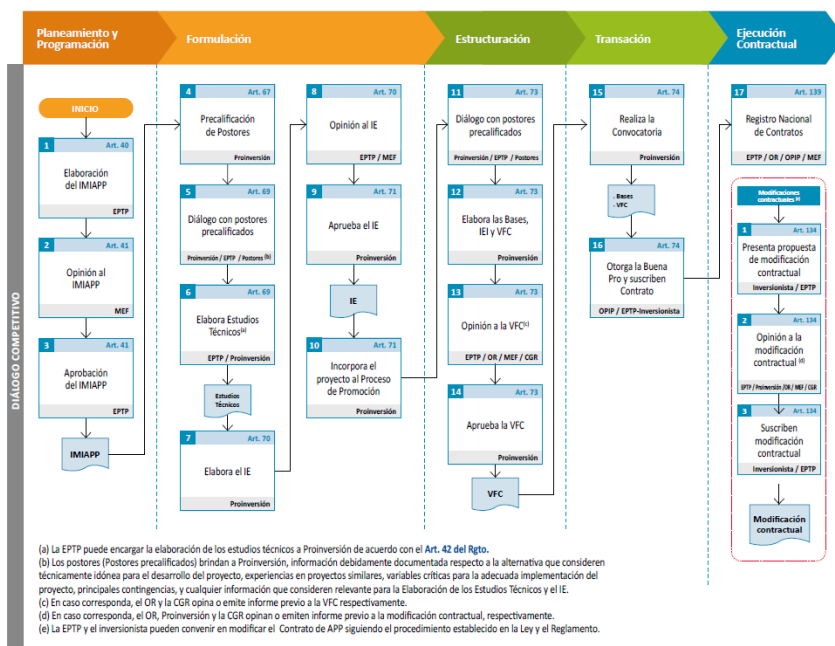 Planeamiento y
Programación
Formulación
Estructuración
Transación
Ejecución
Contractual
DIÁLOGO COMPETITIVO
INICIO
1 Art. 40
Elaboración
del IMIAPP
EPTP
2 Art. 41
Opinión al
IMIAPP
MEF
3 Art. 41
Aprobación
del IMIAPP
EPTP
IMIAPP
4 Art. 67
Precalificación
de Postores
Proinversión
5 Art. 69
Diálogo con postores
precalificados
Proinversión / EPTP / Postores (b)
6 Art. 69
Elabora Estudios
Técnicos(a)
EPTP / Proinversión
Estudios
Técnicos
7 Art. 70
Elabora el IE
Proinversión
8 Art. 70
Opinión al IE
EPTP / MEF
9 Art. 71
Aprueba el IE
Proinversión
IE
10 Art. 71
Incorpora el
proyecto al Proceso
de Promoción
Proinversión
11 Art. 73
Diálogo con postores
precalificados
Proinversión / EPTP / Postores
12 Art. 73
Elabora las Bases,
IEI y VFC
Proinversión
13 Art. 73
Opinión a la VFC(c)
EPTP / OR / MEF / CGR
14 Art. 73
Aprueba la VFC
Proinversión
VFC
15 Art. 74
Realiza la
Convocatoria
Proinversión
. Bases
. VFC
16 Art. 74
Otorga la Buena
Pro y suscriben
Contrato
OPIP / EPTP-Inversionista
17 Art. 139
Registro Nacional
de Contratos
EPTP / OR / OPIP / MEF
Modificaciones
contractuales
1 Art. 134
Presenta propuesta
de modificación
contractual
Inversionista / EPTP
2 Art. 134
Opinión a la
modificación
contractual (d)
EPTP / Proinversión / OR / MEF / CGR
3 Art. 134
Suscriben
modificación
contractual
Inversionista / EPTP
Modificación
contractual
(a) La EPTP puede encargar la elaboración de los estudios técnicos a Proinversión de acuerdo con el Art. 42 del Rgto.
(b) Los postores (Postores precalificados) brindan a Proinversión, información debidamente documentada respecto a la alternativa que consideren
técnicamente idónea para el desarrollo del proyecto, experiencias en proyectos similares, variables críticas para la adecuada implementación del
proyecto, principales contingencias, y cualquier información que consideren relevante para la Elaboración de los Estudios Técnicos y el IE.
(c) En caso corresponda, el OR y la CGR opina o emite informe previo a la VFC respectivamente.
(d) En caso corresponda, el OR, Proinversión y la CGR opinan o emiten informe previo a la modificación contractual, respectivamente.
(e) La EPTP y el inversionista pueden convenir en modificar el Contrato de APP siguiendo el procedimiento establecido en la Ley y el Reglamento.